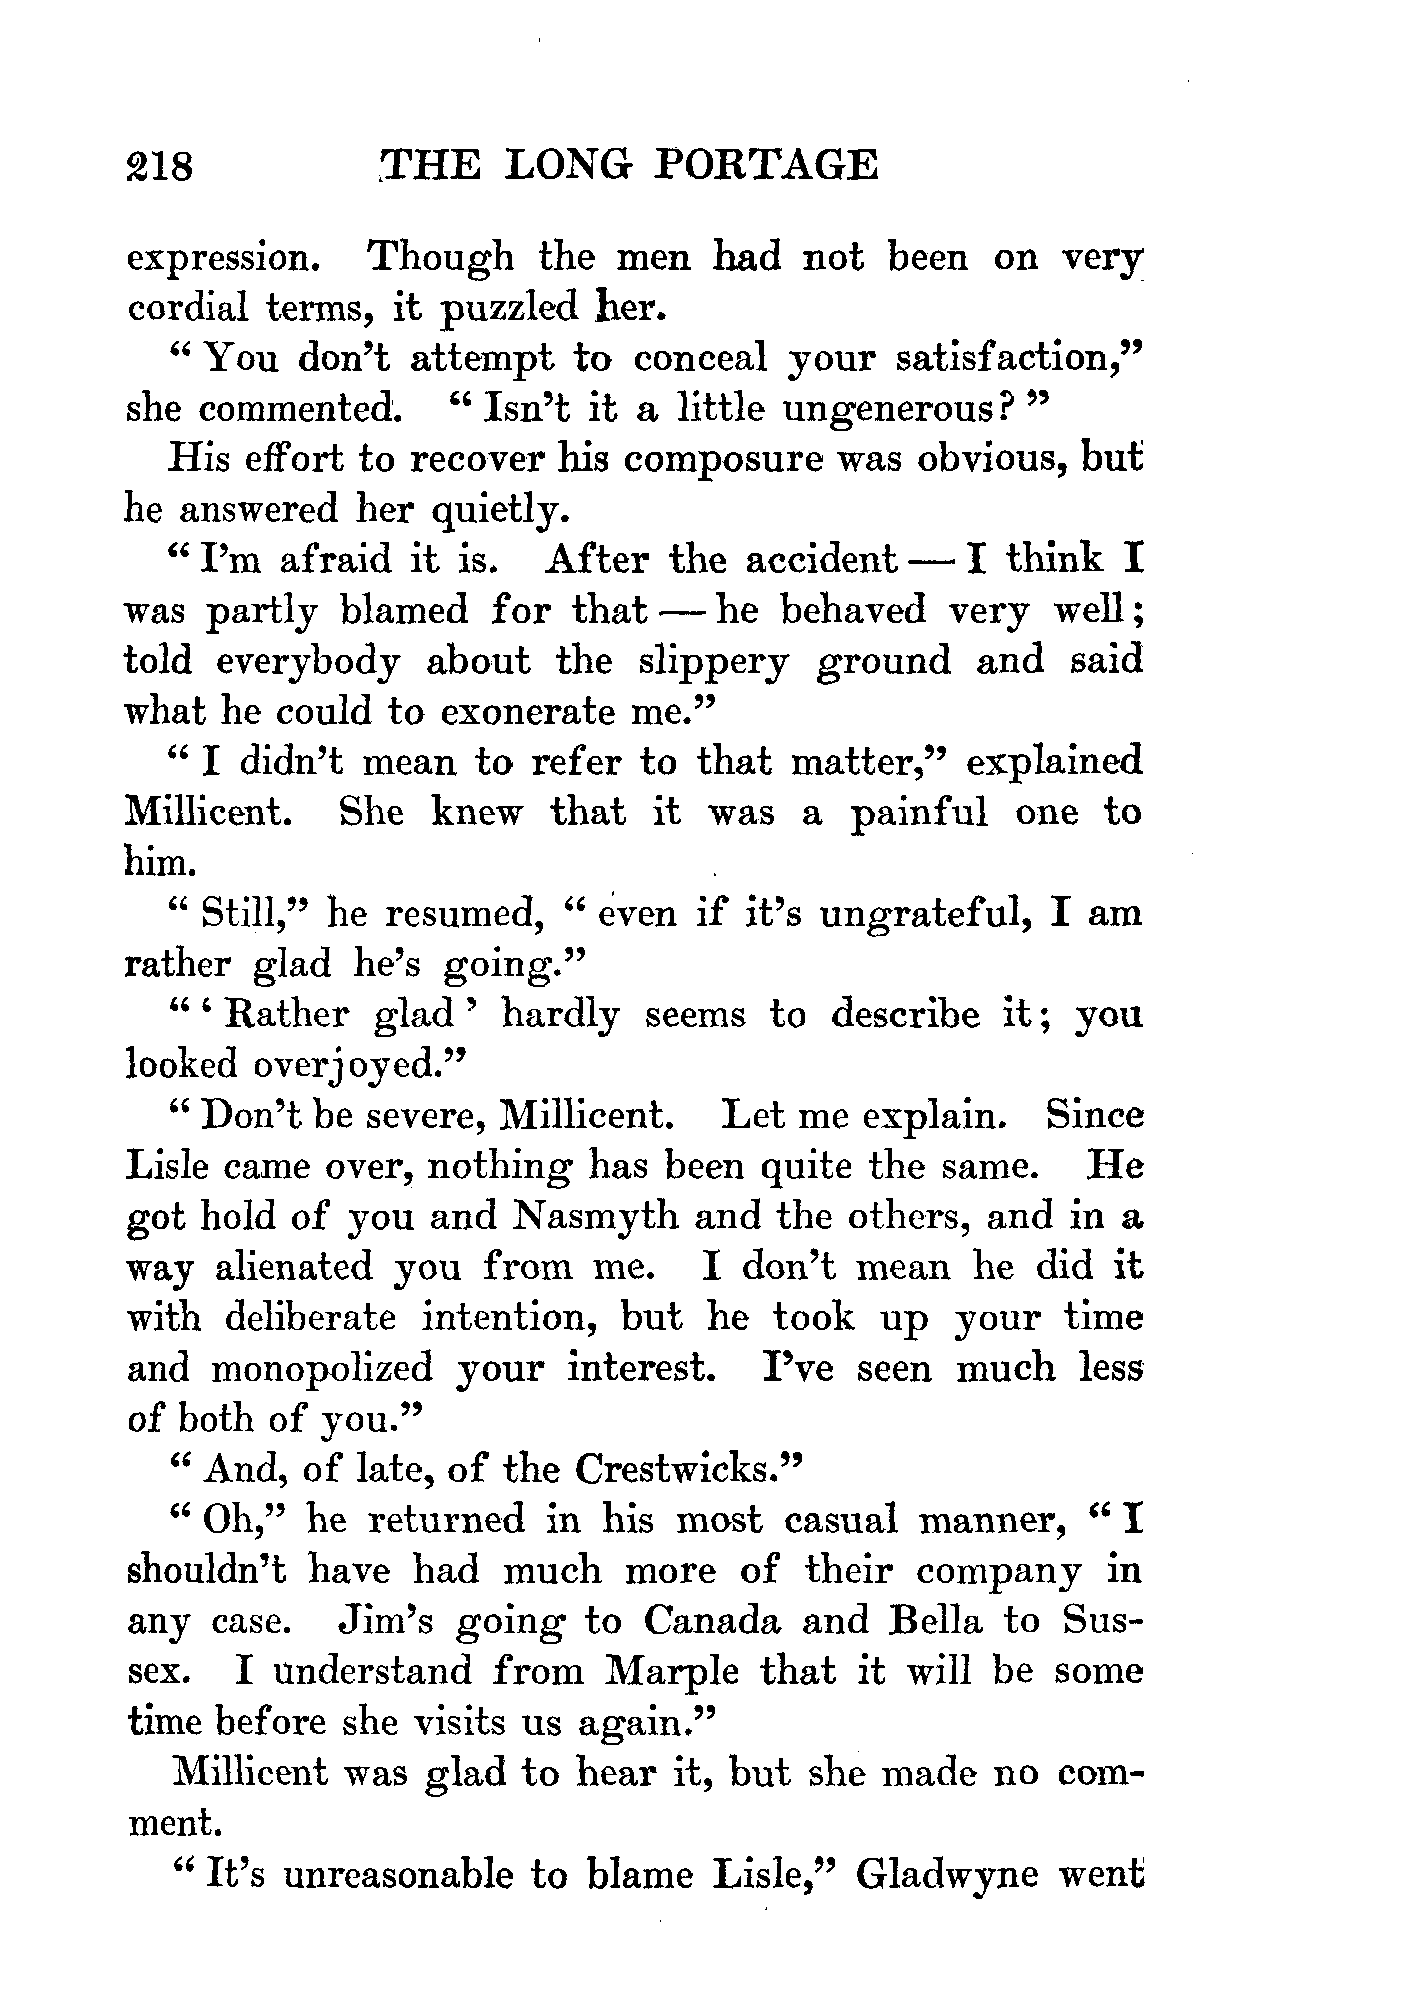 218 THE LONG PORTAGE
expression. Though the men had not been on very
cordial terms, it puzzled her.
“ You don’t attempt to conceal your satisfaction,”
she commented. “ Isn’t it a little ungenerous? ”
His effort to recover his composure was obvious, but
he answered her quietly.
“ I’m afraid it is. After the accident — I think I
was partly blamed for that — he behaved very well;
told everybody about the slippery ground and said
what he could to exonerate me.”
“ I didn’t mean to refer to that matter,” explained
Millicent. She knew that it was a painful one to
him.
“ Still,” he resumed, “ even if it’s ungrateful, I am
rather glad he’s going.”
“ ‘ Rather glad ’ hardly seems to describe it; you
looked overjoyed.”
“ Don’t be severe, Millicent. Let me explain. Since
Lisle came over, nothing has been quite the same. He
got hold of you and Nasmyth and the others, and in a
way alienated you from me. I don’t mean he did it
with deliberate intention, but he took up your time
and monopolized your interest. I’ve seen much less
of both of you.”
“ And, of late, of the Crestwicks.”
“ Oh,” he returned in his most casual manner, “ I
shouldn’t have had much more of their company in
any case. Jim’s going to Canada and Bella to Sus-
sex. I understand from Marple that it will be some
time before she visits us again.”
Millicent was glad to hear it, but she made no com-
ment.
“ It’s unreasonable to blame Lisle,” Gladwyne went